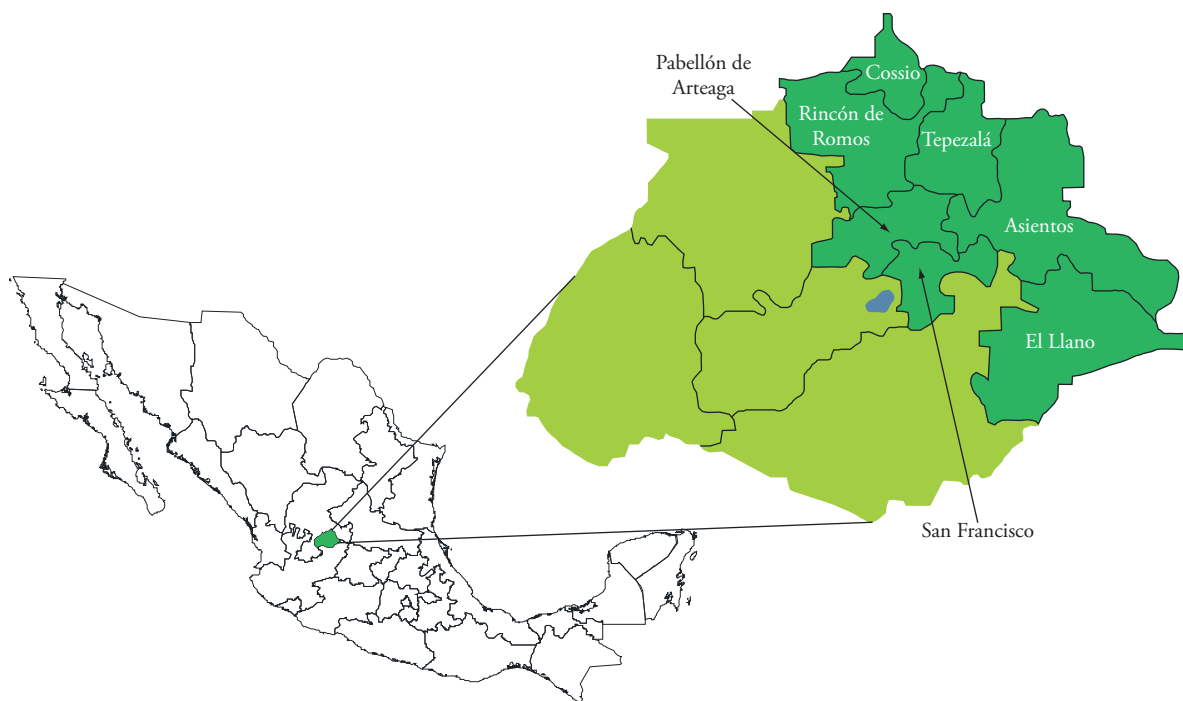 Cossio
Pabellón de
Arteaga
Rincón de
Romos
Tepezalá
Asientos
El Llano
San Francisco